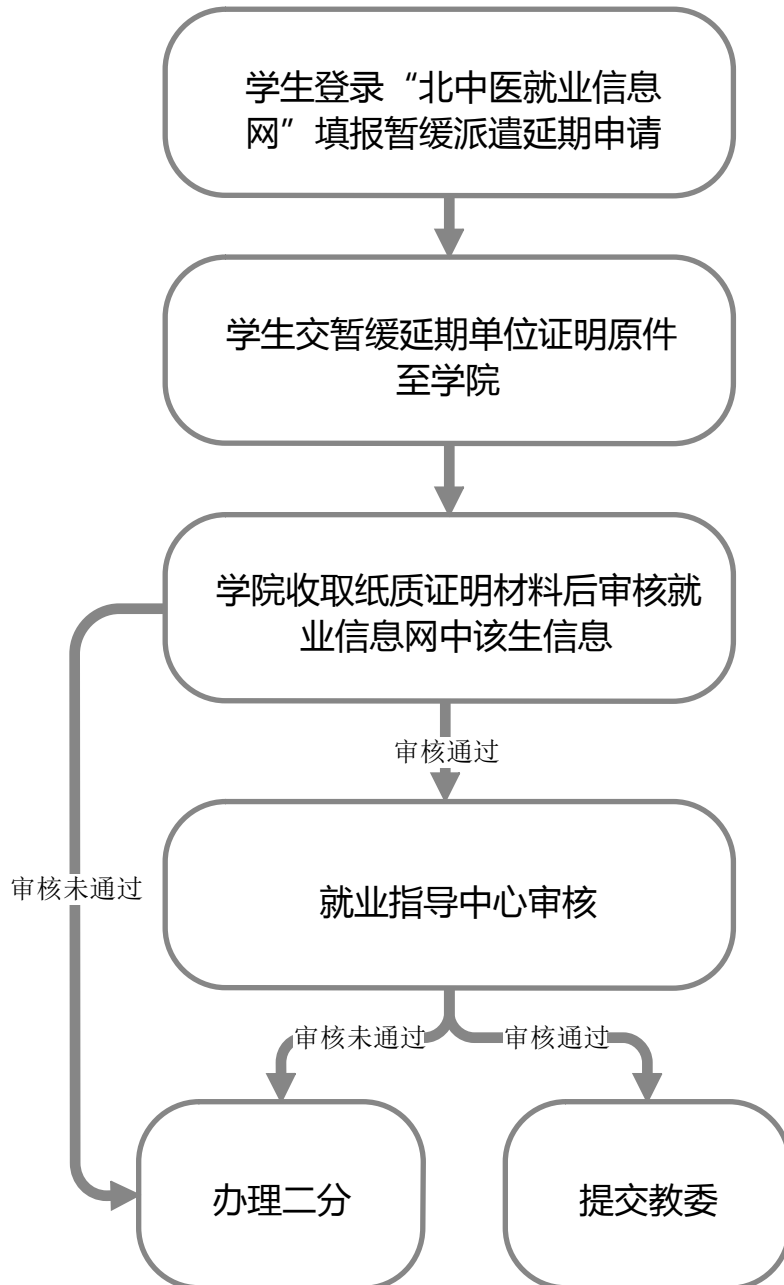 学生登录“北中医就业信息
网”填报暂缓派遣延期申请
学生交暂缓延期单位证明原件
至学院
学院收取纸质证明材料后审核就
业信息网中该生信息
审核通过
审核未通过
就业指导中心审核
审核未通过
审核通过
办理二分
提交教委